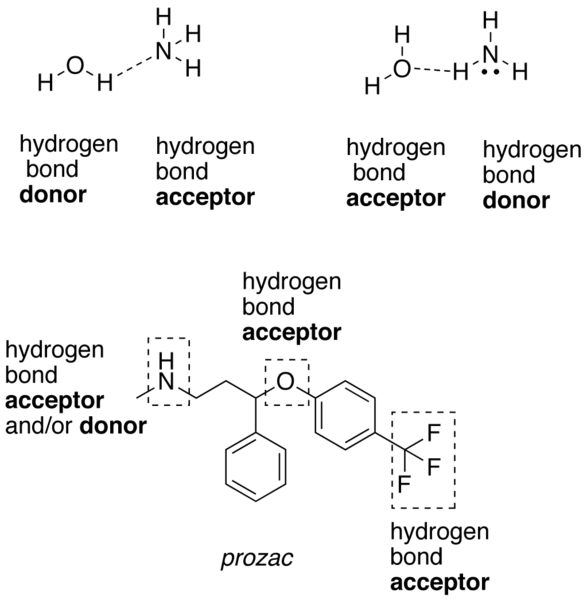 H
N
H
H
O
H
H
hydrogen
bond
donor
hydrogen
bond
acceptor
H
O
H
H
N
H
H
hydrogen
bond
acceptor
hydrogen
bond
donor
hydrogen
bond
acceptor
hydrogen
bond
acceptor
and/or donor
H
N
O
F
F
F
prozac
hydrogen
bond
acceptor